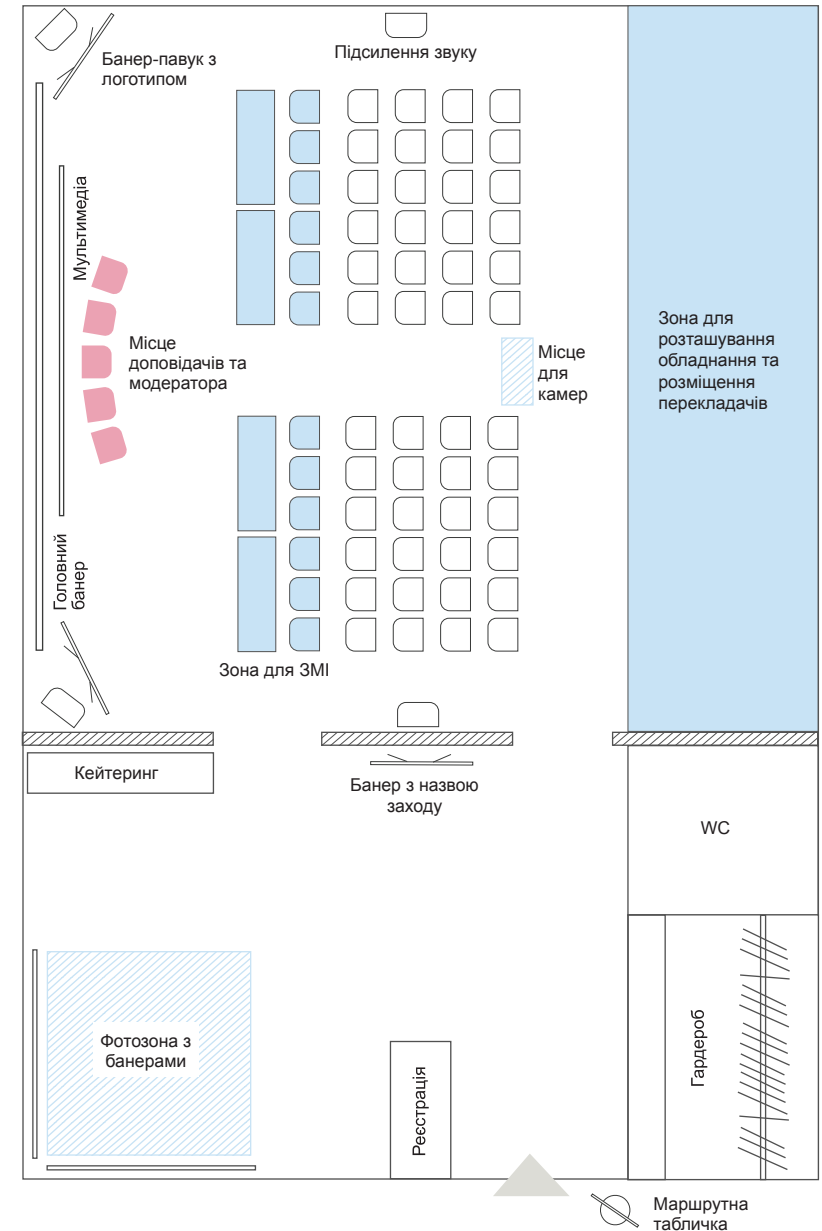 Банер-павук з
логотипом
Підсилення звуку
Мультимедіа
Місце
доповідачів та
модератора
Місце
для
камер
Зона для
розташування
обладнання та
розміщення
перекладачів
Головний
банер
Зона для ЗМІ
Кейтеринг
Банер з назвою
заходу
WC
Фотозона з
банерами
Реєстрація
Гардероб
Маршрутна
табличка